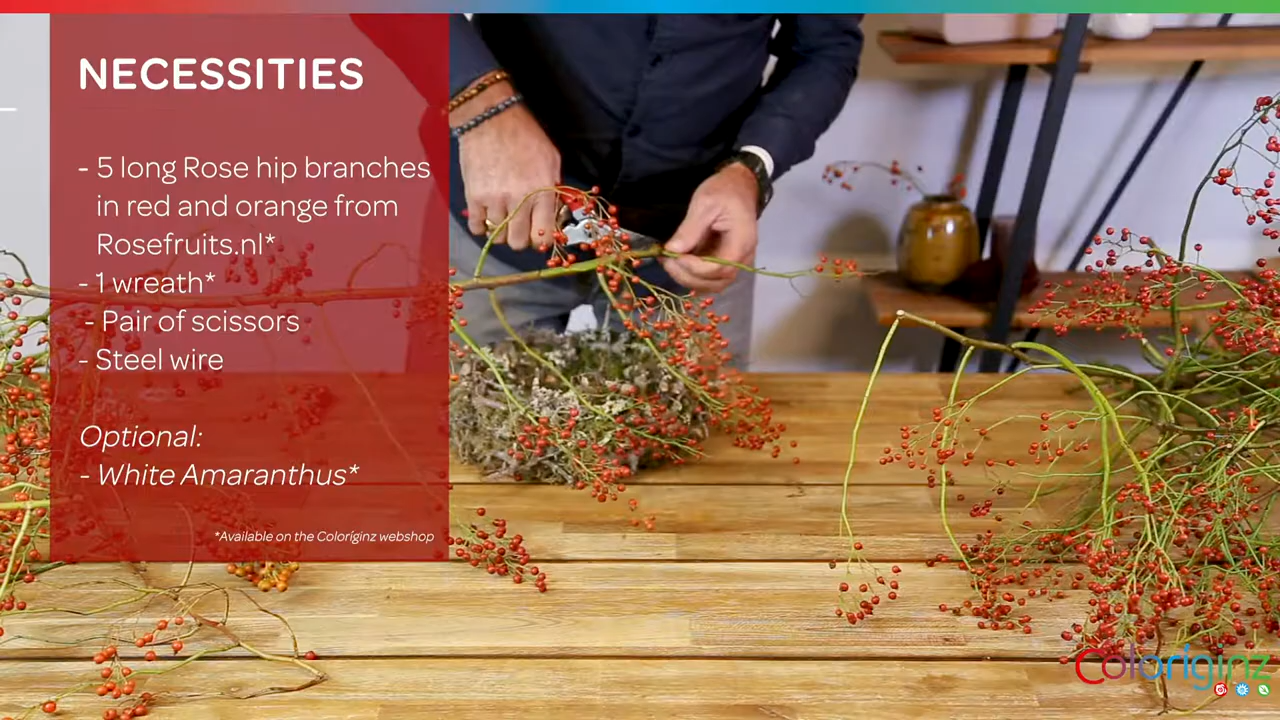 NECESSITIES
- 5 long Rose hip branches
in red and orange from
Rosefruits.nl*
- 1 wreath*
- Pair of scissors
- Steel wire
Optional:
- White Amaranthus*
*Available on the Coloríginz webshop
Coloríginz